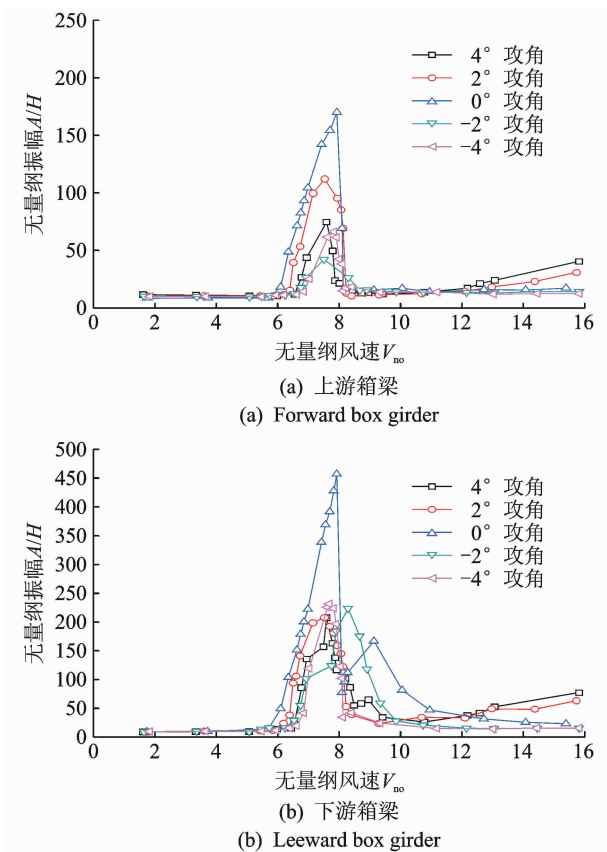 250
200
150
100
50
0
无量纲振幅A/H
4° 攻角
2° 攻角
0° 攻角
-2° 攻角
-4° 攻角
0 2 4 6 8 10 12 14 16
无量纲风速Vno
(a) 上游箱梁
(a) Forward box girder
500
450
400
350
300
250
200
150
100
50
0
无量纲振幅A/H
4° 攻角
2° 攻角
0° 攻角
-2° 攻角
-4° 攻角
0 2 4 6 8 10 12 14 16
无量纲风速Vno
(b) 下游箱梁
(b) Leeward box girder